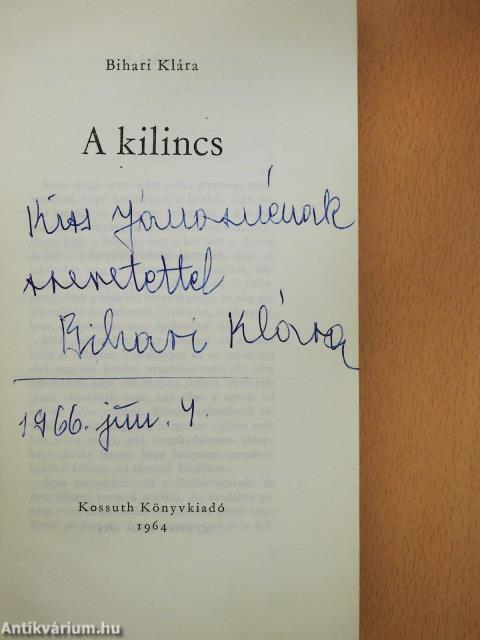 Bihari Klára
A kilincs
Kiss Jánosnénak
szeretettel
Bihari Klára
1966. jún. 4.
Kossuth Könyvkiadó
1964
Antikvárium.hu